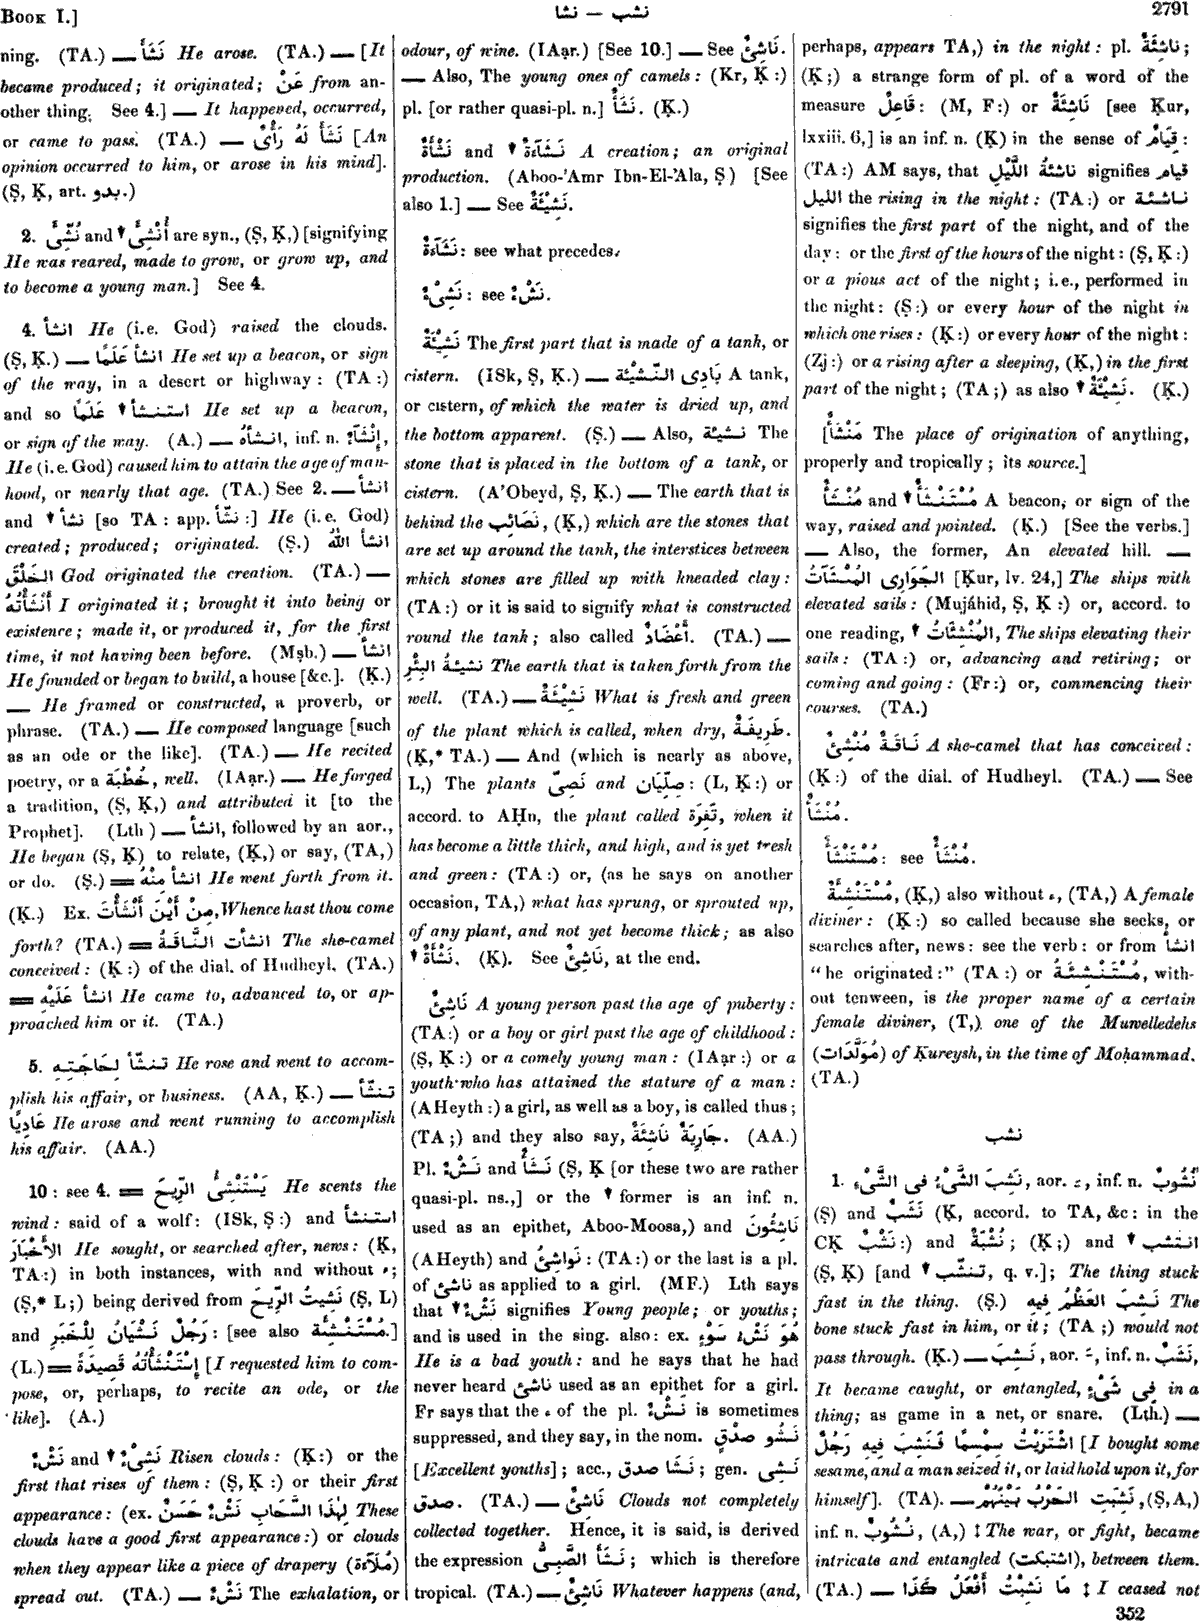 Book I.]
نشب — نشا
2791
ning. (TA.) — نَشَأَ He arose. (TA.) — [It
became produced; it originated; عَنْ from an-
other thing. See 4.] — It happened, occurred,
or came to pass. (TA.) — نَشَأَ لَهُ رَأْىٌ [An
opinion occurred to him, or arose in his mind].
(Ṣ, Ḳ, art. بدو.)
2. نُشِّئَ and ↓ أُنْشِئَ are syn., (Ṣ, Ḳ,) [signifying
He was reared, made to grow, or grow up, and
to become a young man.] See 4.
4. انشأ He (i.e. God) raised the clouds.
(Ṣ, Ḳ.) — انشأ عَلَمًا He set up a beacon, or sign
of the way, in a desert or highway: (TA:)
and so ↓ استنشأ عَلَمًا He set up a beacon,
or sign of the way. (A.) — انشأهُ, inf. n. إِنْشَآءٌ,
He (i.e. God) caused him to attain the age of man-
hood, or nearly that age. (TA.) See 2. — انشأ
and ↓ نشأ [so TA: app. نشّأ:] He (i.e. God)
created; produced; originated. (Ṣ.) انشأ اللّٰهُ
الخَلْقَ God originated the creation. (TA.) —
أَنْشَأْتُهُ I originated it; brought it into being or
existence; made it, or produced it, for the first
time, it not having been before. (Mṣb.) — انشأ
He founded or began to build, a house [&c.]. (Ḳ.)
— He framed or constructed, a proverb, or
phrase. (TA.) — He composed language [such
as an ode or the like]. (TA.) — He recited
poetry, or a خُطْبَة, well. (IAạr.) — He forged
a tradition, (Ṣ, Ḳ,) and attributed it [to the
Prophet]. (Lth) — انشأ, followed by an aor.,
He began (Ṣ, Ḳ) to relate, (Ḳ,) or say, (TA,)
or do. (Ṣ.) = انشأ مِنْهُ He went forth from it.
(Ḳ.) Ex. مِنْ أَيْنَ أَنْشَأْتَ, Whence hast thou come
forth? (TA.) = انشأت النَّاقَةُ The she-camel
conceived: (Ḳ:) of the dial. of Hudheyl. (TA.)
= انشأ عَلَيْهِ He came to, advanced to, or ap-
proached him or it. (TA.)
5. تنشّأ لِحَاجَتِهِ He rose and went to accom-
plish his affair, or business. (AA, Ḳ.) — تنشّأ
عَادِيًا He arose and went running to accomplish
his affair. (AA.)
10: see 4. = يَسْتَنْشِئُ الرِّيحَ He scents the
wind: said of a wolf: (ISk, Ṣ:) and استنشأ
الأَخْبَارَ He sought, or searched after, news: (Ḳ,
TA:) in both instances, with and without ء;
(Ṣ,* L;) being derived from نَشِيتُ الرِّيحَ (Ṣ, L)
and رَجُلٌ نَشْيَانُ لِلْخَبَرِ: [see also مُسْتَنْشِئَة.]
(L.) = إِسْتَنْشَأْتُهُ قَصِيدَةً [I requested him to com-
pose, or, perhaps, to recite an ode, or the
like]. (A.)
نَشْءٌ and ↓ نَشِىْءٌ Risen clouds: (Ḳ:) or the
first that rises of them: (Ṣ, Ḳ:) or their first
appearance: (ex. لِهٰذَا السَّحَابِ نَشْءٌ حَسَنٌ These
clouds have a good first appearance:) or clouds
when they appear like a piece of drapery (مُلَآءَة)
spread out. (TA.) — نَشْءٌ The exhalation, or
odour, of wine. (IAạr.) [See 10.] — See نَاشِئٌ.
— Also, The young ones of camels: (Kr, Ḳ:)
pl. [or rather quasi-pl. n.] نَشَأٌ. (Ḳ.)
نَشْأَةٌ and ↓ نَشَآءَةٌ A creation; an original
production. (Aboo-'Amr Ibn-El-'Ala, Ṣ) [See
also 1.] — See نَشِيْئَةٌ.
نَشَآءَةٌ: see what precedes.
نَشِىْءٌ: see نَشْءٌ.
نَشِيْئَةٌ The first part that is made of a tank, or
cistern. (ISk, Ṣ, Ḳ.) — بَادِى النَّشِيْئَة A tank,
or cistern, of which the water is dried up, and
the bottom apparent. (Ṣ.) — Also, نشيئة The
stone that is placed in the bottom of a tank, or
cistern. (A'Obeyd, Ṣ, Ḳ.) — The earth that is
behind the نَصَائِب, (Ḳ,) which are the stones that
are set up around the tank, the interstices between
which stones are filled up with kneaded clay:
(TA:) or it is said to signify what is constructed
round the tank; also called أَعْضَادٌ. (TA.) —
نشيئةُ البِئْرِ The earth that is taken forth from the
well. (TA.) — نَشِيْئَةٌ What is fresh and green
of the plant which is called, when dry, طَرِيفَةٌ.
(Ḳ,* TA.) — And (which is nearly as above,
L,) The plants نَصِىّ and صِلِّيَان: (L, Ḳ:) or
accord. to AḤn, the plant called تَفِرَة, when it
has become a little thick, and high, and is yet fresh
and green: (TA:) or, (as he says on another
occasion, TA,) what has sprung, or sprouted up,
of any plant, and not yet become thick; as also
↓ نَشْأَةٌ. (Ḳ). See نَاشِئٌ, at the end.
نَاشِئٌ A young person past the age of puberty:
(TA:) or a boy or girl past the age of childhood:
(Ṣ, Ḳ:) or a comely young man: (IAạr:) or a
youth who has attained the stature of a man:
(AHeyth:) a girl, as well as a boy, is called thus;
(TA;) and they also say, جَارِيَةٌ نَاشِئَةٌ. (AA.)
Pl. نَشْءٌ and نَشَأٌ (Ṣ, Ḳ [or these two are rather
quasi-pl. ns.,] or the ↓ former is an inf. n.
used as an epithet, Aboo-Moosa,) and نَاشِئُونَ
(AHeyth) and نَوَاشِئُ: (TA:) or the last is a pl.
of ناشئ as applied to a girl. (MF.) Lth says
that ↓ نَشْءٌ signifies Young people; or youths;
and is used in the sing. also: ex. هُوَ نَشْءُ سَوْءٍ
He is a bad youth: and he says that he had
never heard ناشئ used as an epithet for a girl.
Fr says that the ء of the pl. نَشْءٌ is sometimes
suppressed, and they say, in the nom. نَشُو صِدْقٍ
[Excellent youths]; acc., نَشَا صدق; gen. نَشِى
صدق. (TA.) — نَاشِئٌ Clouds not completely
collected together. Hence, it is said, is derived
the expression نَشَأَ الصَّبِىُّ; which is therefore
tropical. (TA.) — نَاشِئٌ Whatever happens (and,
perhaps, appears TA,) in the night: pl. نَاشِئَةٌ;
(Ḳ;) a strange form of pl. of a word of the
measure فَاعِلٌ: (M, F:) or نَاشِئَةٌ [see Ḳur,
lxxiii. 6,] is an inf. n. (Ḳ) in the sense of قِيَامٌ:
(TA:) AM says, that نَاشئةُ اللَّيْلِ signifies قيام
الليل the rising in the night: (TA:) or ناشئة
signifies the first part of the night, and of the
day: or the first of the hours of the night: (Ṣ, Ḳ:)
or a pious act of the night; i.e., performed in
the night: (Ṣ:) or every hour of the night in
which one rises: (Ḳ:) or every hour of the night:
(Zj:) or a rising after a sleeping, (Ḳ,) in the first
part of the night; (TA;) as also ↓ نَشِيْئَةٌ. (Ḳ.)
[مَنْشَأٌ The place of origination of anything,
properly and tropically; its source.]
مُنْشَأٌ and ↓ مُسْتَنْشَأٌ A beacon, or sign of the
way, raised and pointed. (Ḳ.) [See the verbs.]
— Also, the former, An elevated hill. —
الجَوَارِى المُنْشَآتُ [Ḳur, lv. 24,] The ships with
elevated sails: (Mujáhid, Ṣ, Ḳ:) or, accord. to
one reading, ↓ المُنْشِئَاتُ, The ships elevating their
sails: (TA:) or, advancing and retiring; or
coming and going: (Fr:) or, commencing their
courses. (TA.)
نَاقَةٌ مُنْشِئٌ A she-camel that has conceived:
(Ḳ:) of the dial. of Hudheyl. (TA.) — See
مُنْشَأٌ.
مُسْتَنْشَأٌ: see مُنْشَأٌ.
مُسْتَنْشِئَةٌ, (Ḳ,) also without ء, (TA,) A female
diviner: (Ḳ:) so called because she seeks, or
searches after, news: see the verb: or from انشأ
"he originated:" (TA:) or مُسْتَنْشِئَةُ, with-
out tenween, is the proper name of a certain
female diviner, (T,) one of the Muwelledehs
(مُوَلَّدَات) of Ḳureysh, in the time of Moḥammad.
(TA.)
نشب
1. نَشِبَ الشَّىْءُ فِى الشَّىْءِ, aor. ـَ, inf. n. نُشُوبٌ
(Ṣ) and نَشَبٌ (Ḳ, accord. to TA, &c: in the
CK نَشْبٌ:) and نُشْبَةٌ; (Ḳ;) and ↓ انتشب
(Ṣ, Ḳ) [and ↓ تنشّب, q. v.]; The thing stuck
fast in the thing. (Ṣ.) نَشِبَ العَظْمُ فِيهِ The
bone stuck fast in him, or it; (TA;) would not
pass through. (Ḳ.) — نَشِبَ, aor. ـَ, inf. n. نَشَبٌ,
It became caught, or entangled, فِى شَىْءٍ in a
thing; as game in a net, or snare. (Lth.) —
اشْتَرَيْتُ سِمْسِمًا فَنَشِبَ فِيهِ رَجُلٌ [I bought some
sesame, and a man seized it, or laid hold upon it, for
himself]. (TA). — نَشِبَتِ الحَرْبُ بَيْنَهُمْ, (Ṣ, A,)
inf. n. نُشُوبٌ, (A,) ‡ The war, or fight, became
intricate and entangled (اشتبكت), between them.
(TA.) — مَا نَشِبْتُ أَفْعَلُ كَذَا ‡ I ceased not
352